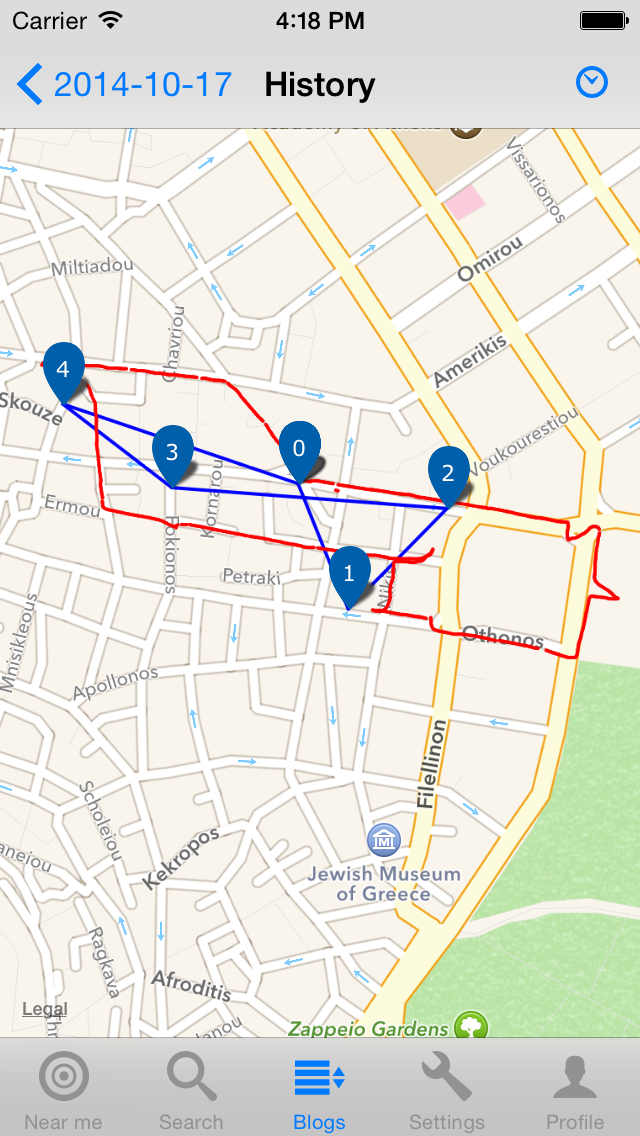 Carrier 4:18 PM
2014-10-17 History
Vissarionos
Omirou
Miltiadou
Chavriou
Amerikis
4
Skouze
Voukourestiou
0
3
2
Kornarou
Ermou
Fokionos
Petraki
1
Niki
Othonos
Mnisikleous
Apollonos
Filellinon
Scholeiou
Kekropos
Jewish Museum
of Greece
Ragkava
Afroditis
Legal
Zappeio Gardens
Near me Search Blogs Settings Profile